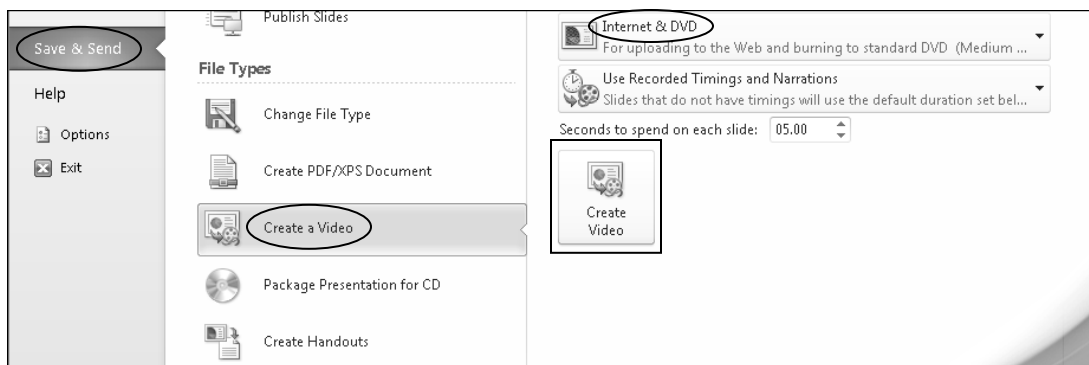 Save & Send
Help
Options
Exit
Publish Slides
File Types
Change File Type
Create PDF/XPS Document
Create a Video
Package Presentation for CD
Create Handouts
Internet & DVD
For uploading to the Web and burning to standard DVD (Medium ...
Use Recorded Timings and Narrations
Slides that do not have timings will use the default duration set bel...
Seconds to spend on each slide: 05.00
Create
Video